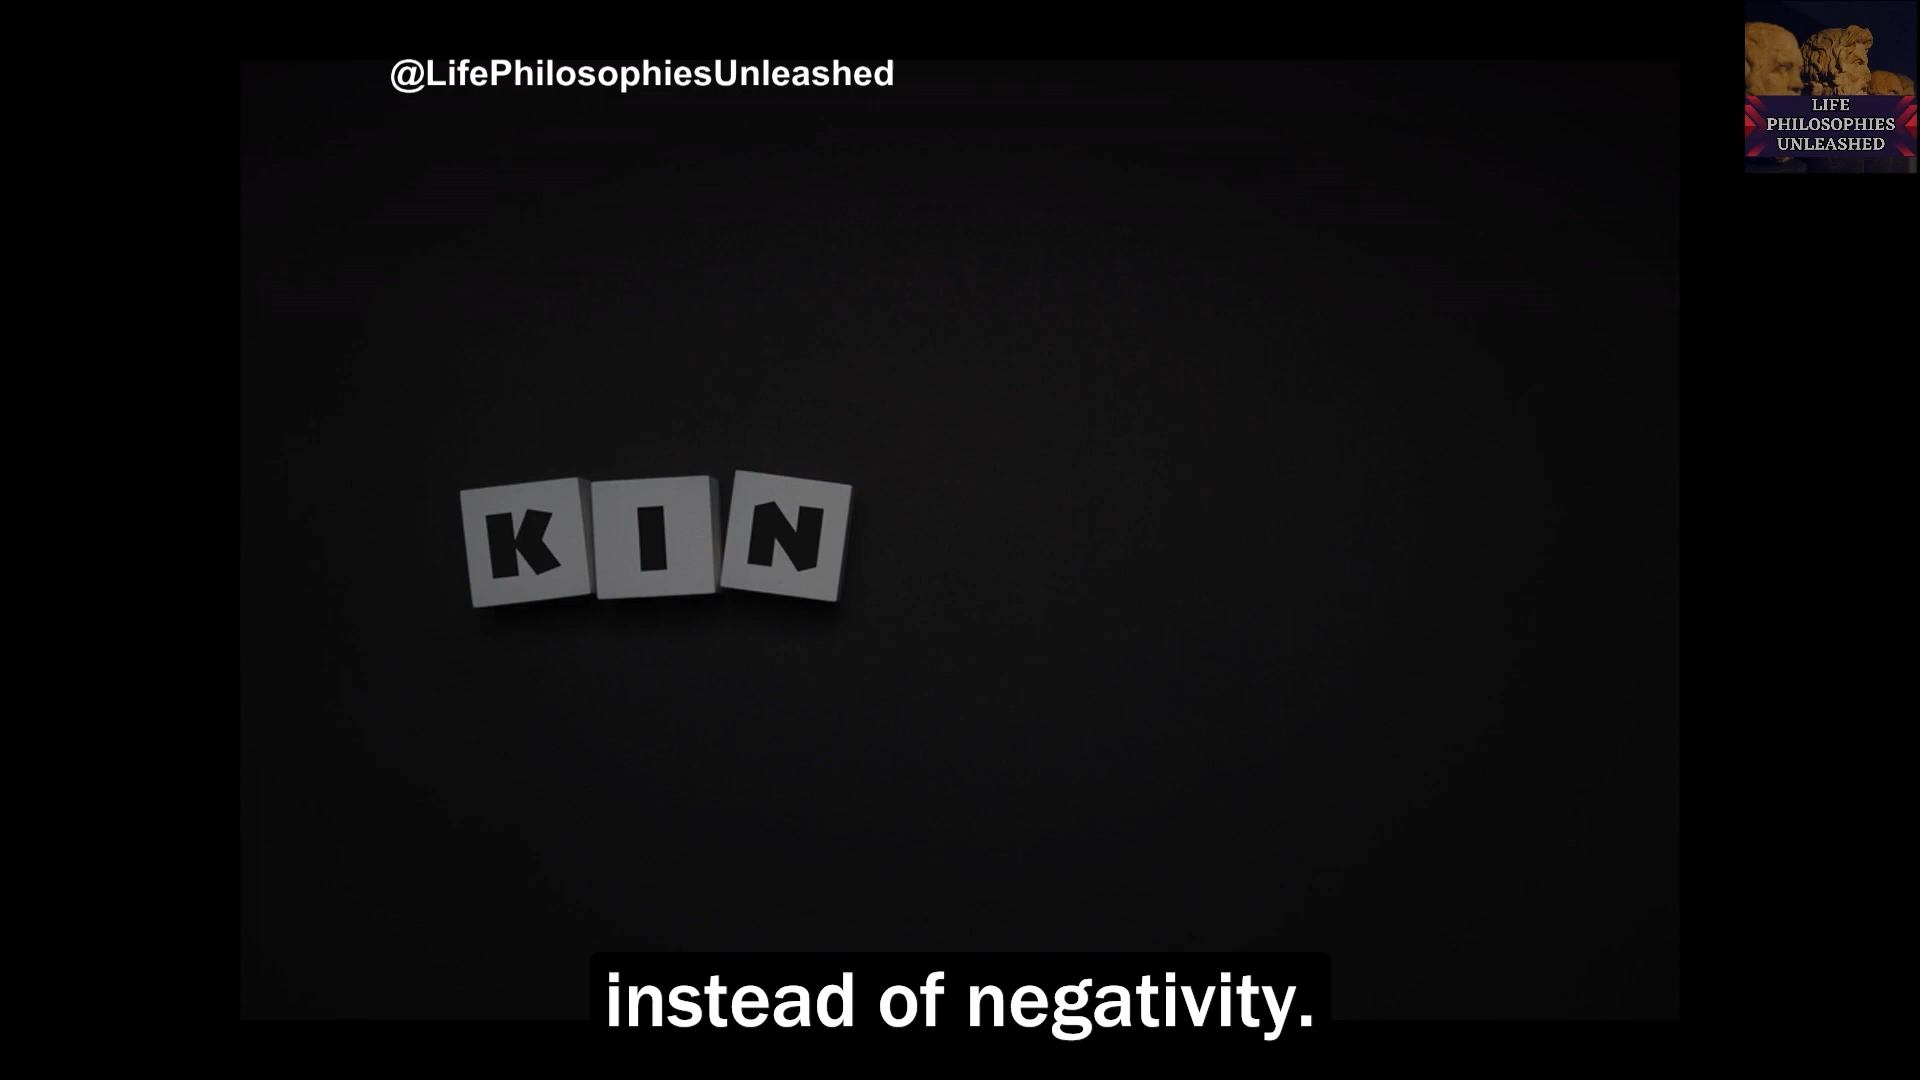 @LifePhilosophiesUnleashed
LIFE
PHILOSOPHIES
UNLEASHED
KIN
instead of negativity.